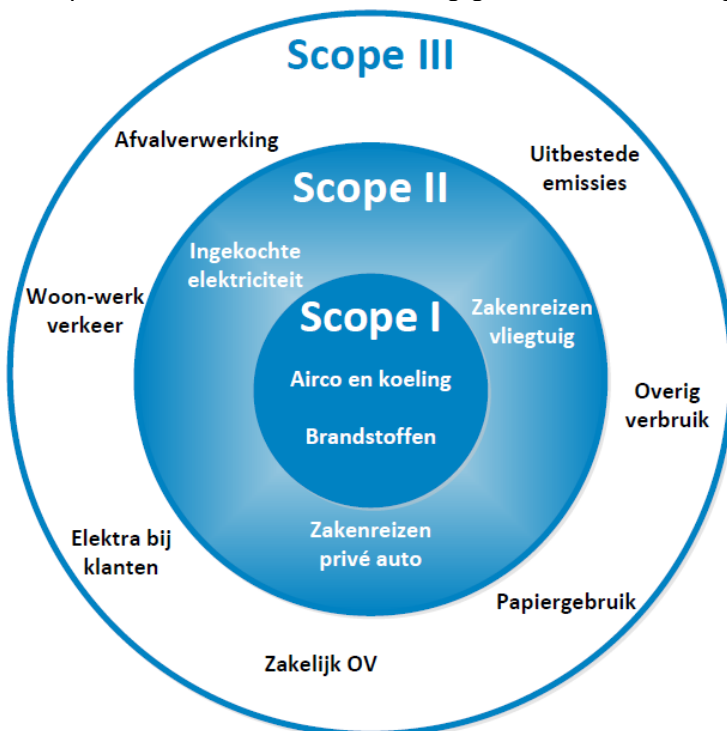 Scope III
Afvalverwerking
Uitbestede
emissies
Scope II
Ingekochte
elektriciteit
Woon-werk
verkeer
Scope I
Zakenreizen
vliegtuig
Airco en koeling
Overig
verbruik
Brandstoffen
Elektra bij
klanten
Zakenreizen
privé auto
Papiergebruik
Zakelijk OV